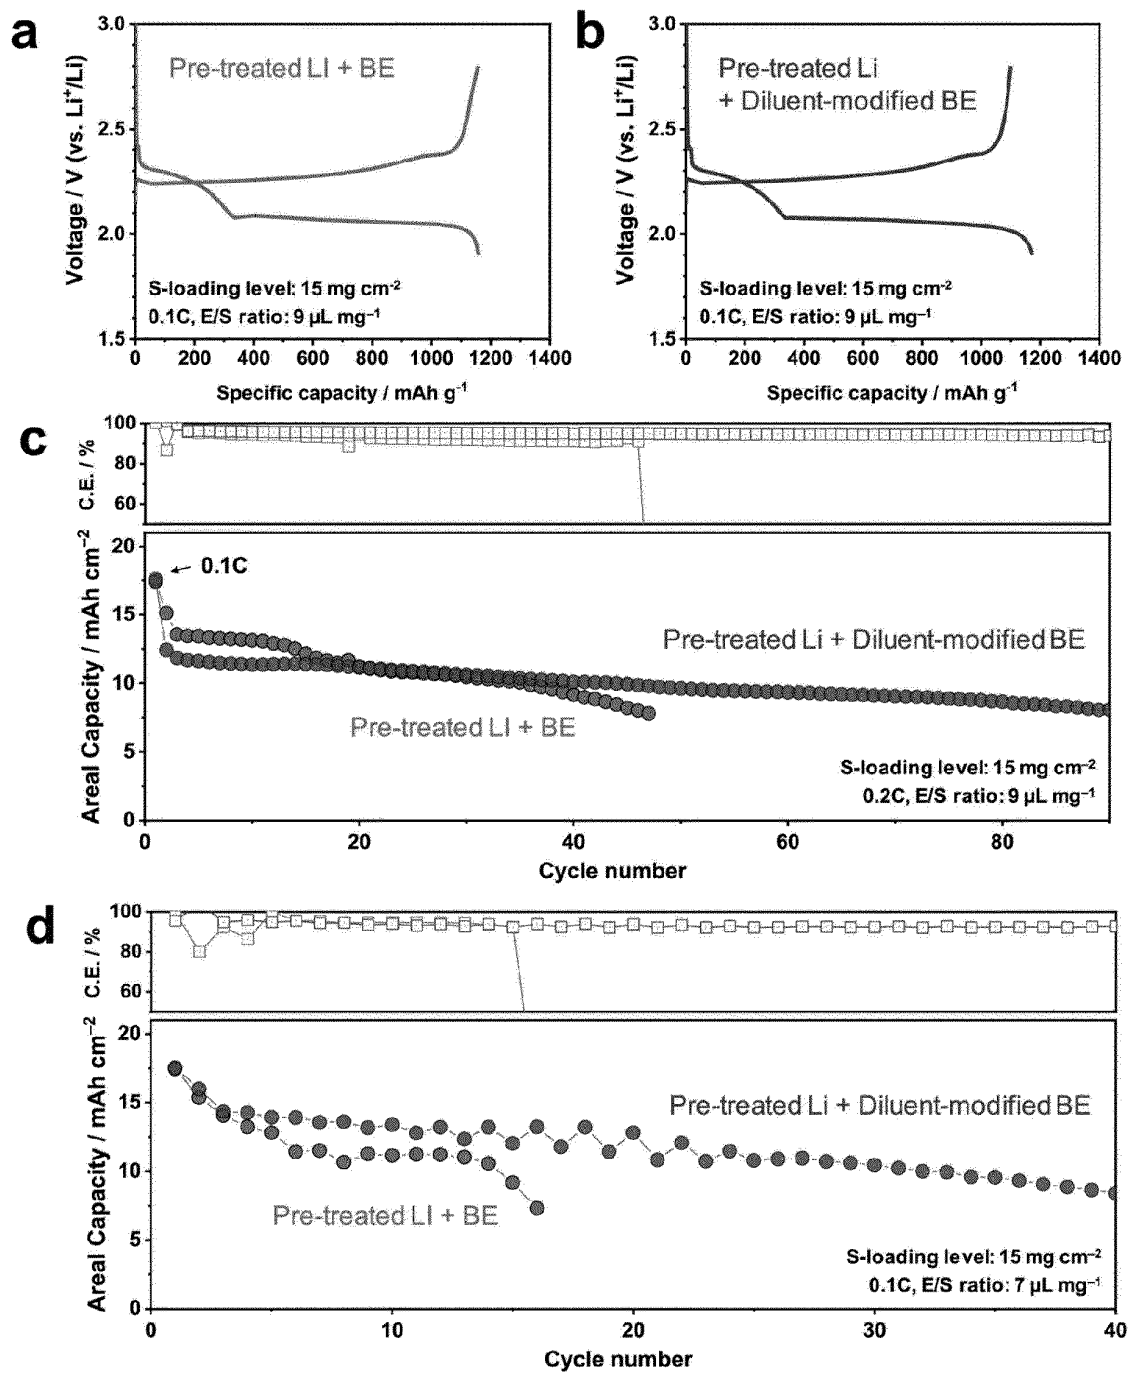 a
3.0
2.5
2.0
1.5
Voltage / V (vs. Li⁺/Li)
Pre-treated LI + BE
S-loading level: 15 mg cm⁻²
0.1C, E/S ratio: 9 µL mg⁻¹
0 200 400 600 800 1000 1200 1400
Specific capacity / mAh g⁻¹
b
3.0
2.5
2.0
1.5
Voltage / V (vs. Li⁺/Li)
Pre-treated Li
+ Diluent-modified BE
S-loading level: 15 mg cm⁻²
0.1C, E/S ratio: 9 µL mg⁻¹
0 200 400 600 800 1000 1200 1400
Specific capacity / mAh g⁻¹
c
100
80
60
C.E. / %
20
15
10
5
0
Areal Capacity / mAh cm⁻²
0.1C
Pre-treated Li + Diluent-modified BE
Pre-treated LI + BE
S-loading level: 15 mg cm⁻²
0.2C, E/S ratio: 9 µL mg⁻¹
0 20 40 60 80
Cycle number
d
100
80
60
C.E. / %
20
15
10
5
0
Areal Capacity / mAh cm⁻²
Pre-treated Li + Diluent-modified BE
Pre-treated LI + BE
S-loading level: 15 mg cm⁻²
0.1C, E/S ratio: 7 µL mg⁻¹
0 10 20 30 40
Cycle number